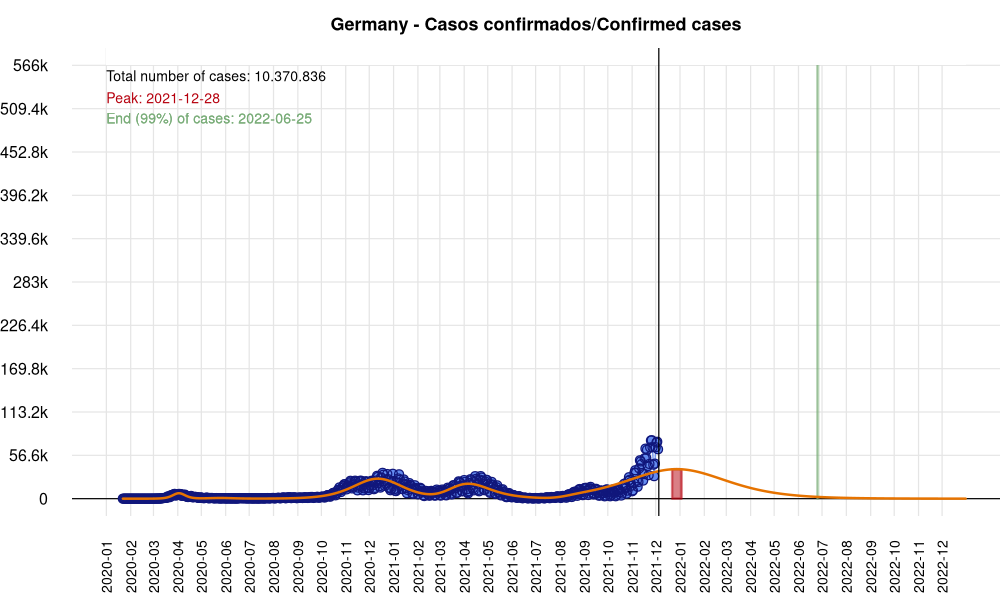 Germany - Casos confirmados/Confirmed cases
566k
509.4k
452.8k
396.2k
339.6k
283k
226.4k
169.8k
113.2k
56.6k
0
Total number of cases: 10.370.836
Peak: 2021-12-28
End (99%) of cases: 2022-06-25
2020-01
2020-02
2020-03
2020-04
2020-05
2020-06
2020-07
2020-08
2020-09
2020-10
2020-11
2020-12
2021-01
2021-02
2021-03
2021-04
2021-05
2021-06
2021-07
2021-08
2021-09
2021-10
2021-11
2021-12
2022-01
2022-02
2022-03
2022-04
2022-05
2022-06
2022-07
2022-08
2022-09
2022-10
2022-11
2022-12